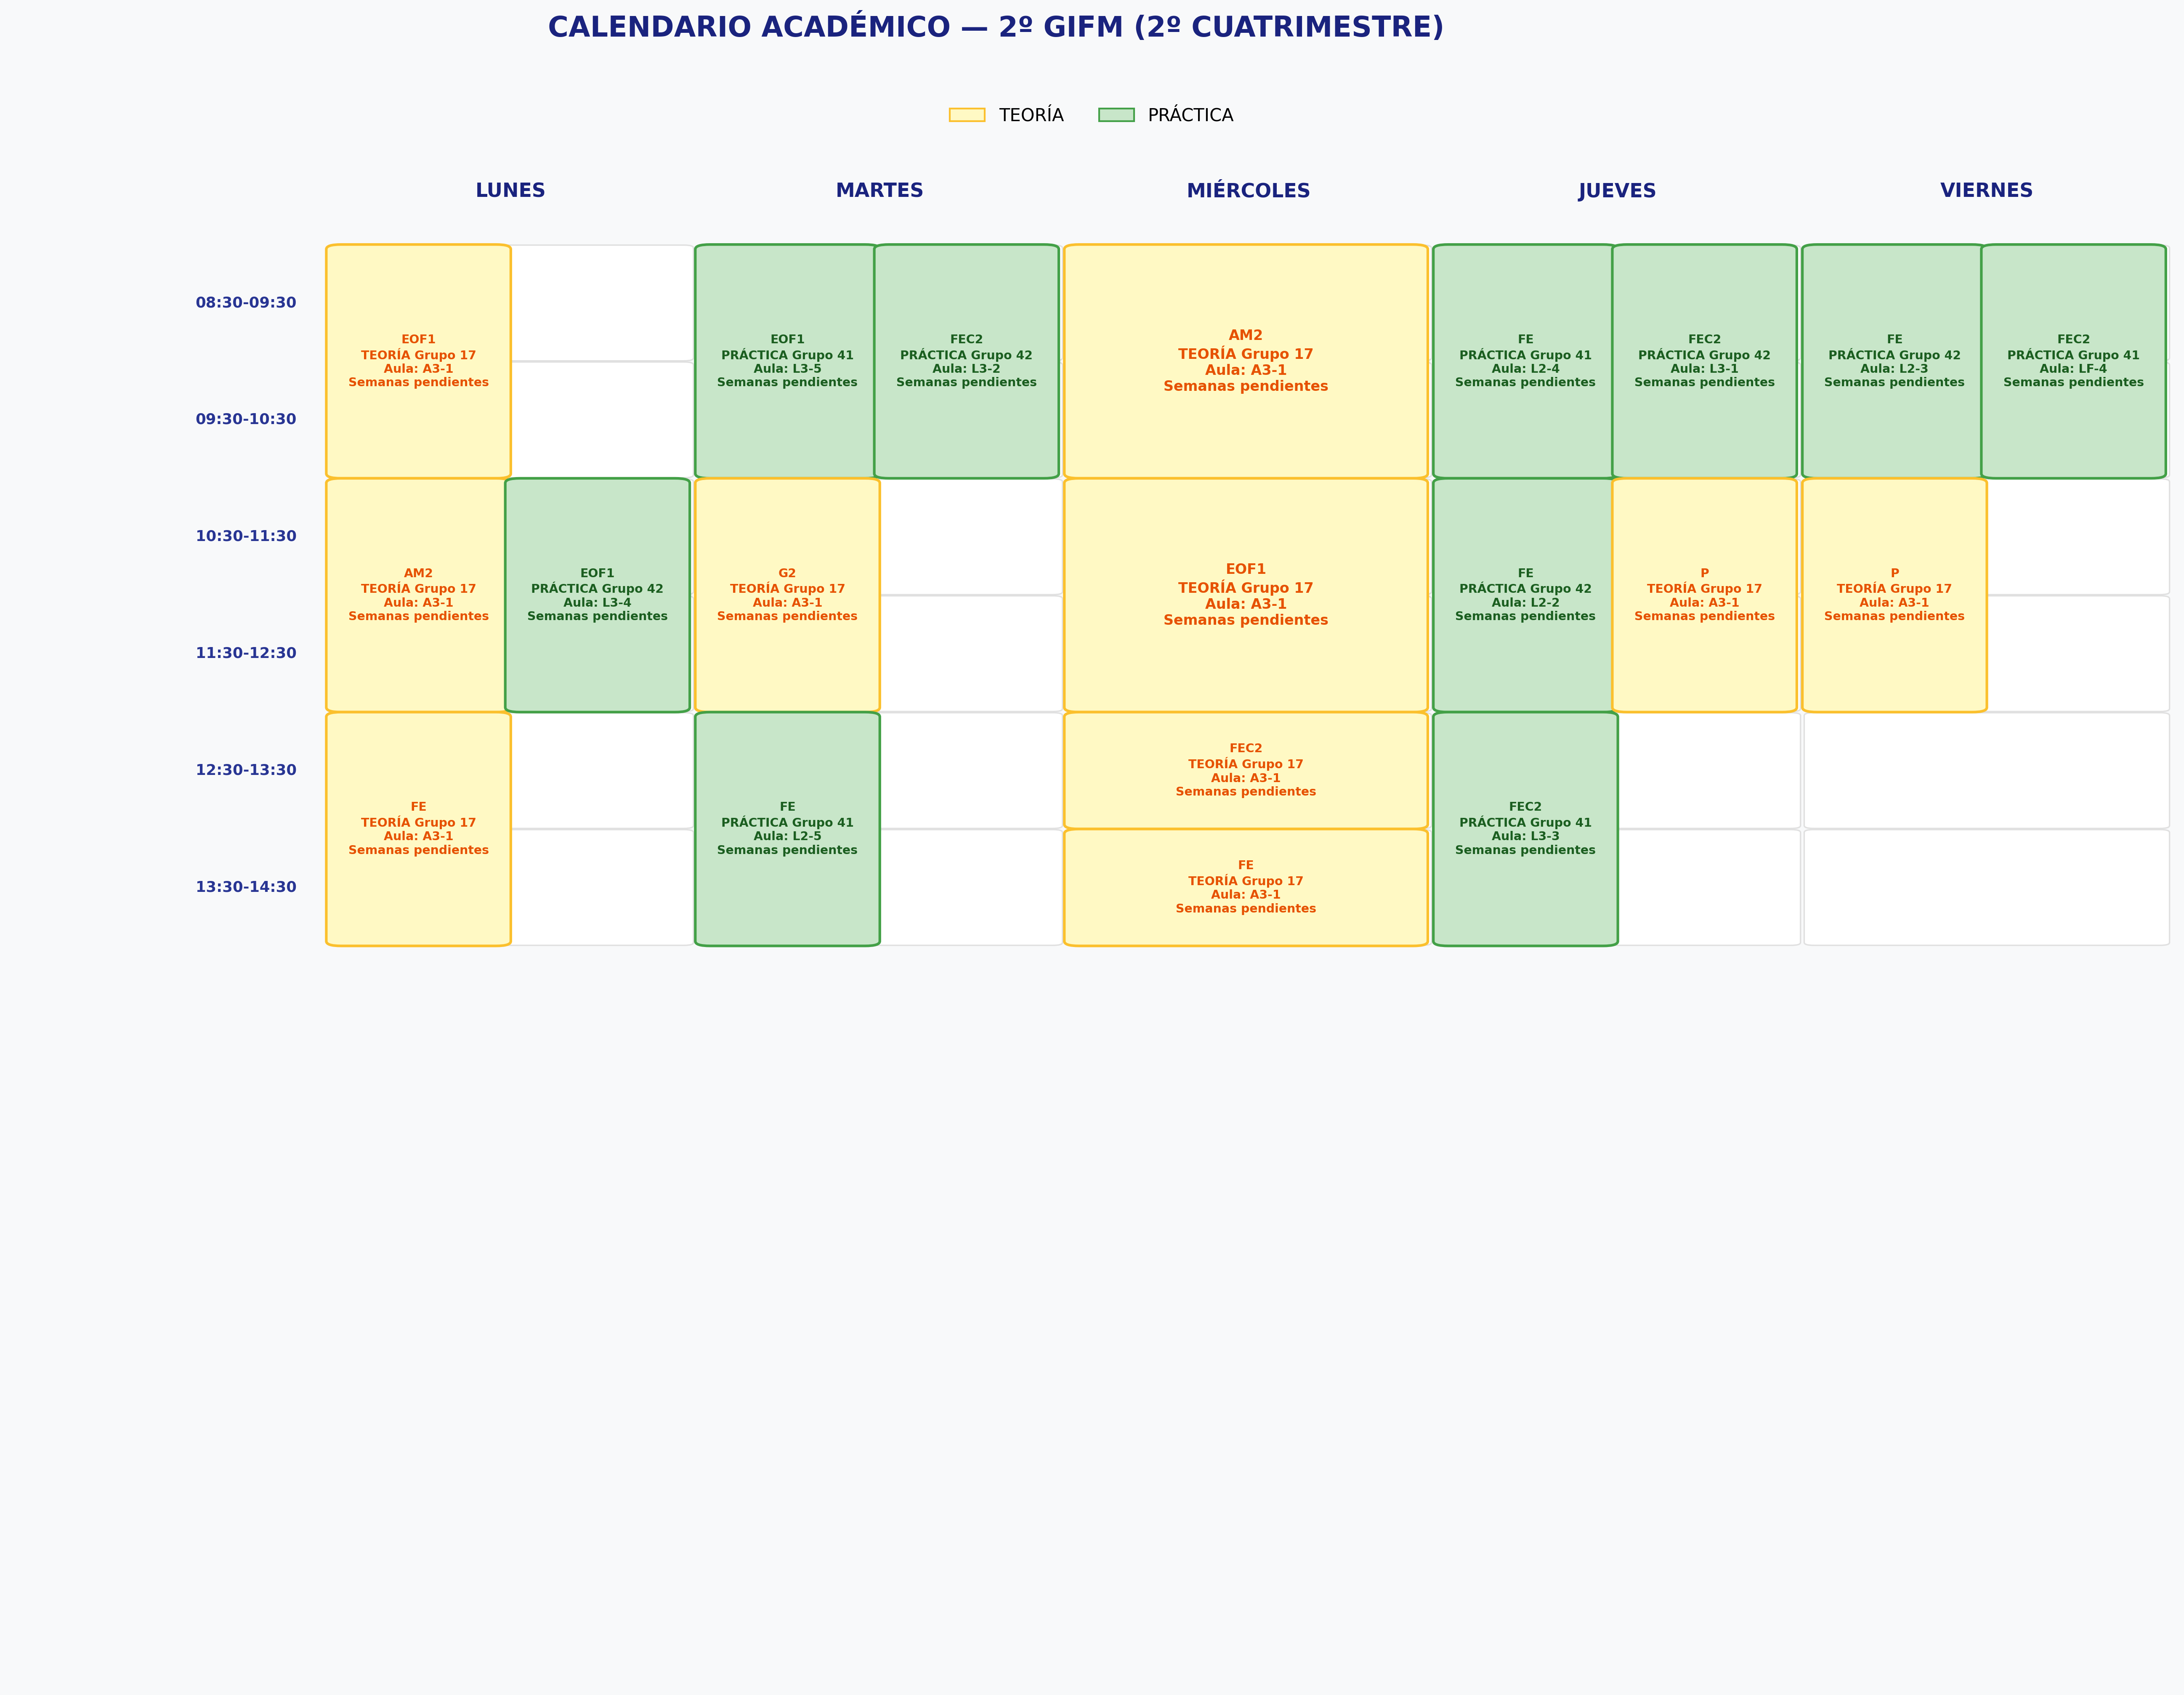 CALENDARIO ACADÉMICO — 2º GIFM (2º CUATRIMESTRE)
TEORÍA
PRÁCTICA
LUNES
MARTES
MIÉRCOLES
JUEVES
VIERNES
08:30-09:30
09:30-10:30
EOF1
TEORÍA Grupo 17
Aula: A3-1
Semanas pendientes
EOF1
PRÁCTICA Grupo 41
Aula: L3-5
Semanas pendientes
FEC2
PRÁCTICA Grupo 42
Aula: L3-2
Semanas pendientes
AM2
TEORÍA Grupo 17
Aula: A3-1
Semanas pendientes
FE
PRÁCTICA Grupo 41
Aula: L2-4
Semanas pendientes
FEC2
PRÁCTICA Grupo 42
Aula: L3-1
Semanas pendientes
FE
PRÁCTICA Grupo 42
Aula: L2-3
Semanas pendientes
FEC2
PRÁCTICA Grupo 41
Aula: LF-4
Semanas pendientes
10:30-11:30
11:30-12:30
AM2
TEORÍA Grupo 17
Aula: A3-1
Semanas pendientes
EOF1
PRÁCTICA Grupo 42
Aula: L3-4
Semanas pendientes
G2
TEORÍA Grupo 17
Aula: A3-1
Semanas pendientes
EOF1
TEORÍA Grupo 17
Aula: A3-1
Semanas pendientes
FE
PRÁCTICA Grupo 42
Aula: L2-2
Semanas pendientes
P
TEORÍA Grupo 17
Aula: A3-1
Semanas pendientes
P
TEORÍA Grupo 17
Aula: A3-1
Semanas pendientes
12:30-13:30
13:30-14:30
FE
TEORÍA Grupo 17
Aula: A3-1
Semanas pendientes
FE
PRÁCTICA Grupo 41
Aula: L2-5
Semanas pendientes
FEC2
TEORÍA Grupo 17
Aula: A3-1
Semanas pendientes
FE
TEORÍA Grupo 17
Aula: A3-1
Semanas pendientes
FEC2
PRÁCTICA Grupo 41
Aula: L3-3
Semanas pendientes